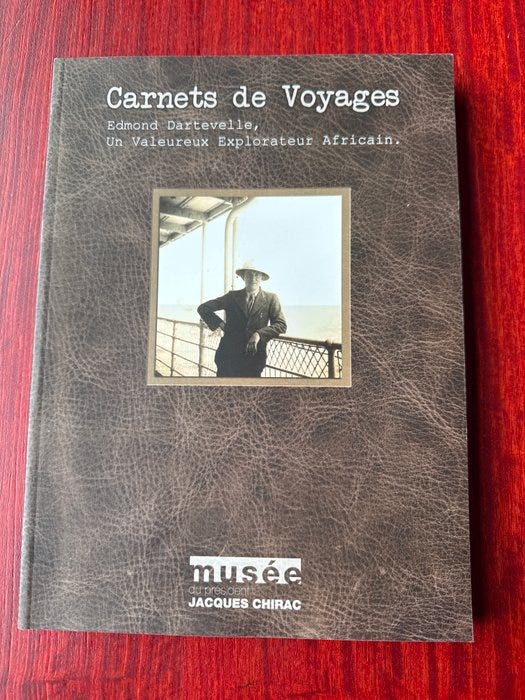 Carnets de Voyages
Edmond Dartevelle,
Un Valeureux Explorateur Africain.
musée
du président
JACQUES CHIRAC